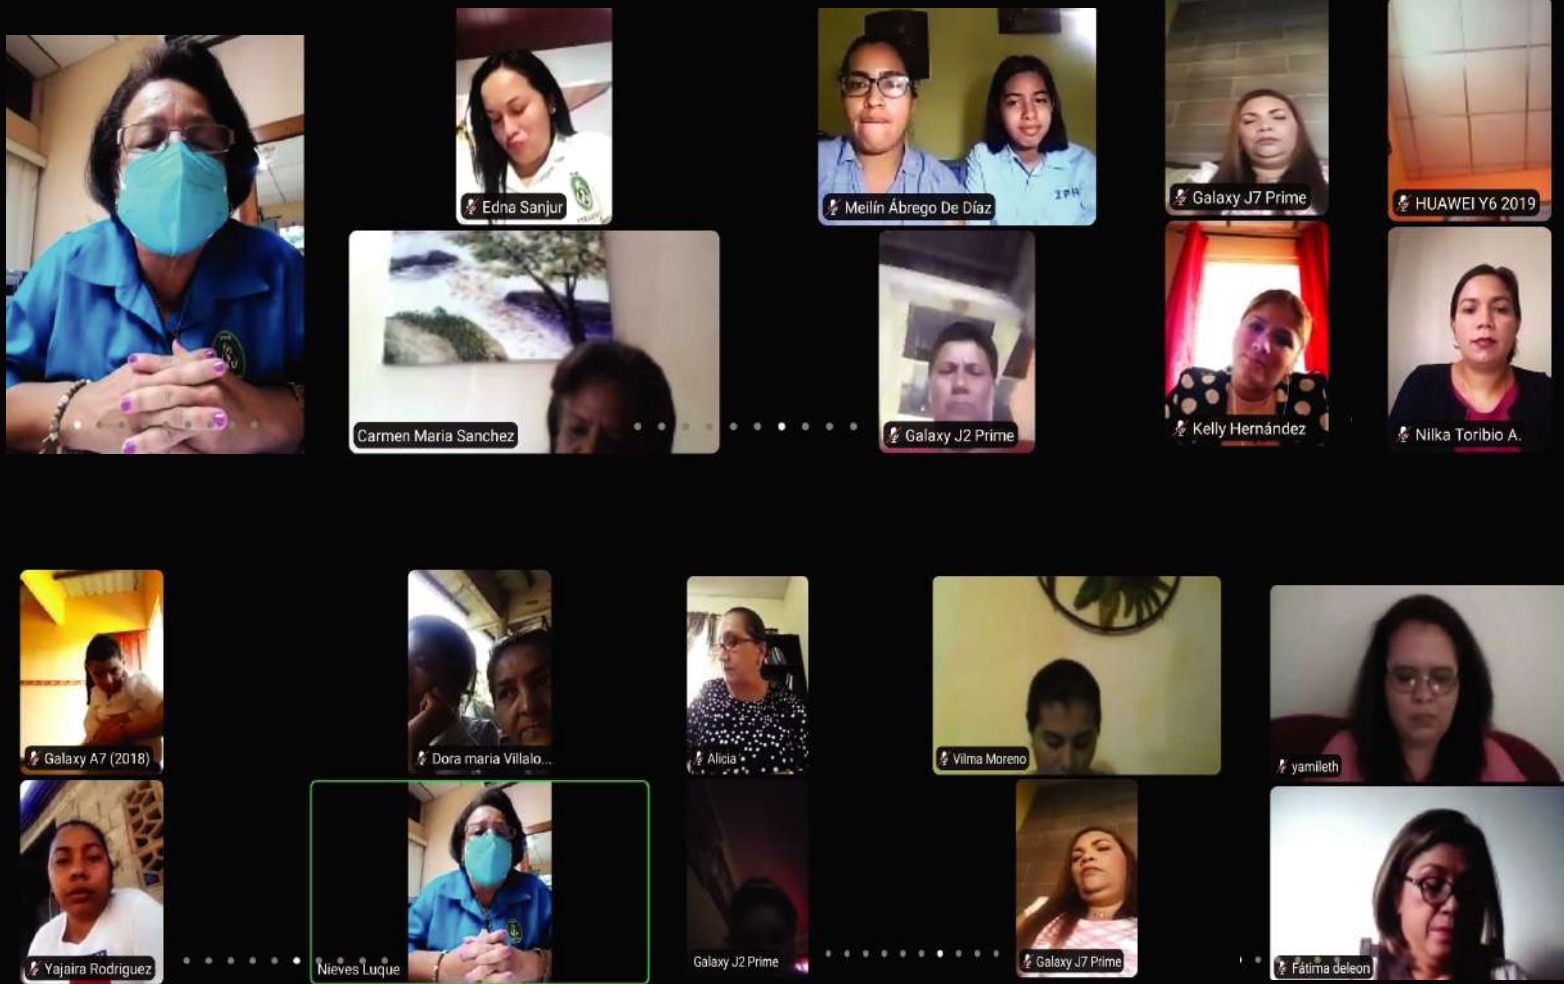 Edna Sanjur
Meilín Ábrego De Díaz
IPH
Galaxy J7 Prime
HUAWEI Y6 2019
Carmen Maria Sanchez
Galaxy J2 Prime
Kelly Hernández
Nilka Toribio A.
Galaxy A7 (2018)
Dora maria Villalo...
Alicia
Vilma Moreno
yamileth
Yajaira Rodriguez
Nieves Luque
Galaxy J2 Prime
Galaxy J7 Prime
Fátima deleon